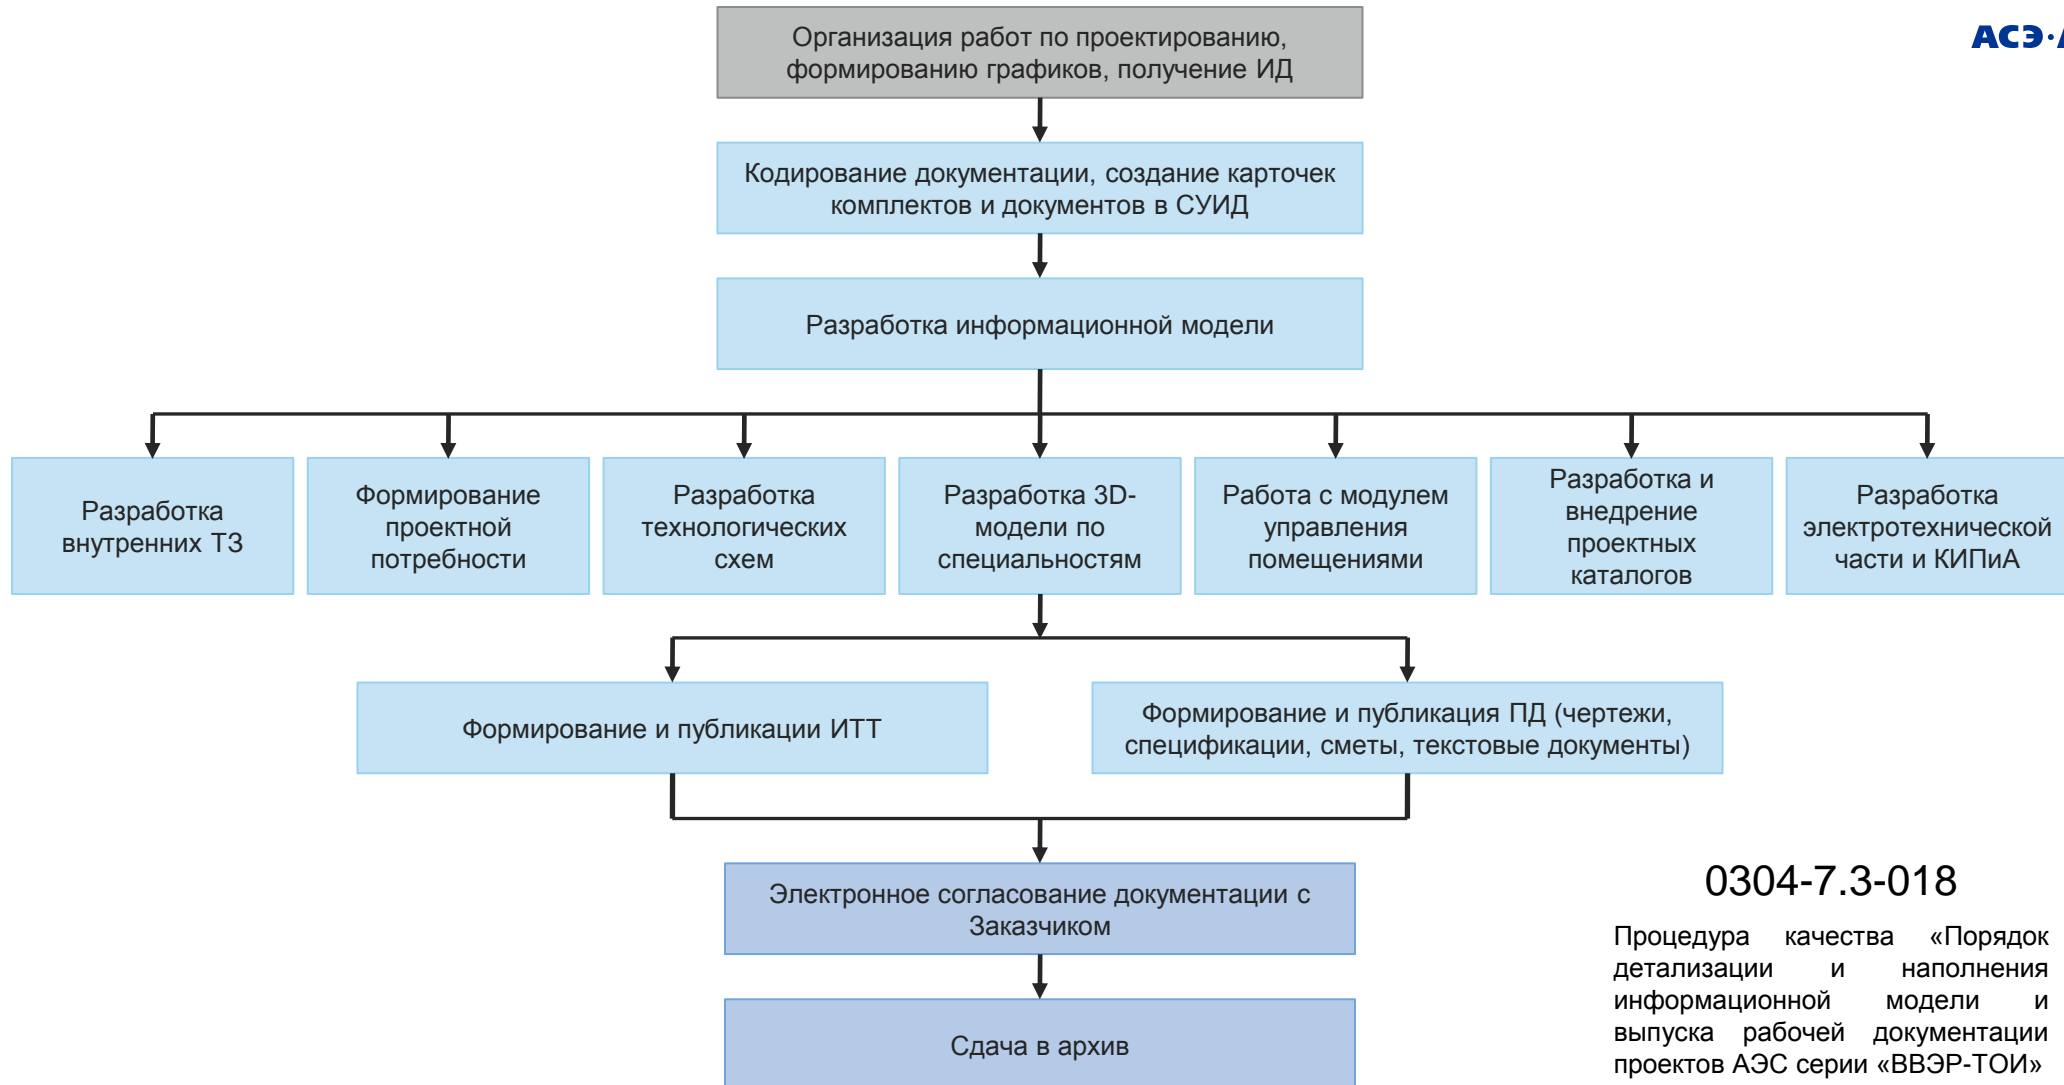 АСЭ·
Организация работ по проектированию,
формированию графиков, получение ИД
Кодирование документации, создание карточек
комплектов и документов в СУИД
Разработка информационной модели
Разработка
внутренних ТЗ
Формирование
проектной
потребности
Разработка
технологических
схем
Разработка 3D-
модели по
специальностям
Работа с модулем
управления
помещениями
Разработка и
внедрение
проектных
каталогов
Разработка
электротехнической
части и КИПиА
Формирование и публикации ИТТ
Формирование и публикация ПД (чертежи,
спецификации, сметы, текстовые документы)
Электронное согласование документации с
Заказчиком
Сдача в архив
0304-7.3-018
Процедура качества «Порядок
детализации и наполнения
информационной модели и
выпуска рабочей документации
проектов АЭС серии «ВВЭР-ТОИ»